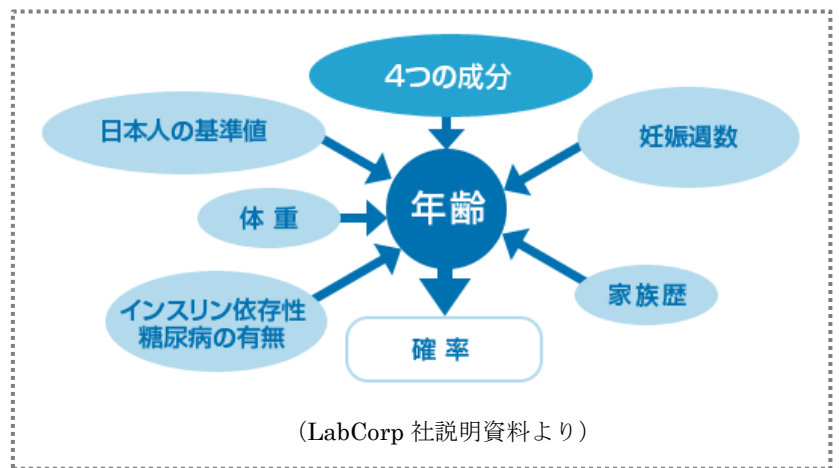 4つの成分
日本人の基準値
妊娠週数
年齢
体 重
インスリン依存性
糖尿病の有無
家族歴
確 率
（LabCorp 社説明資料より）